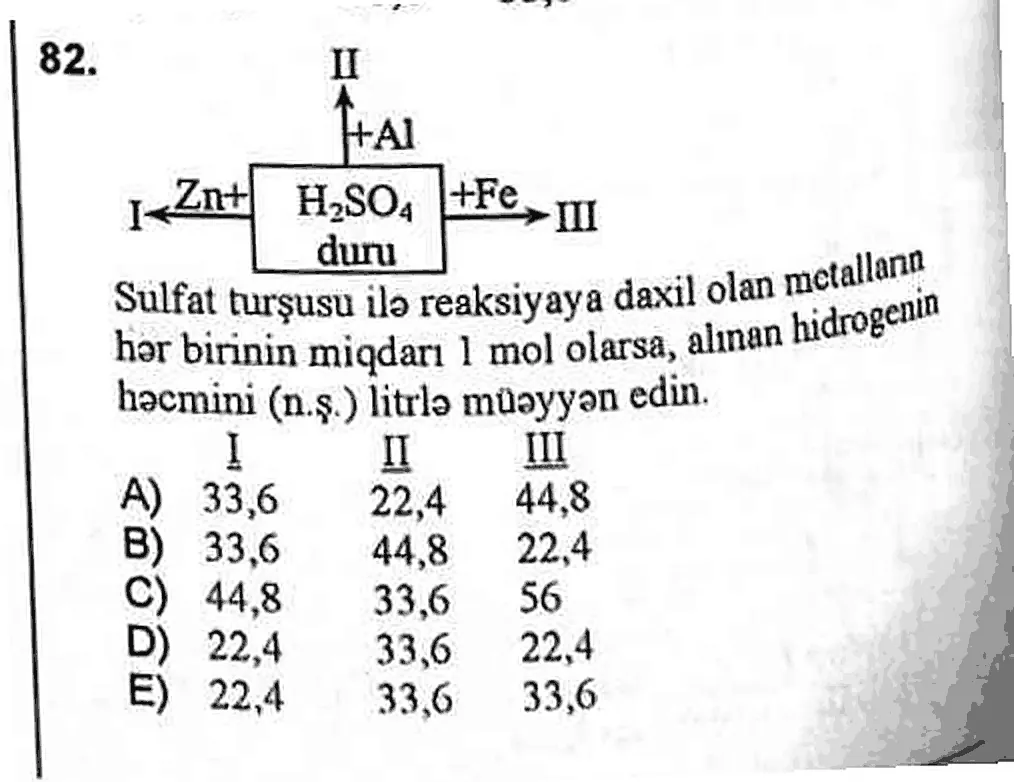 82.
II
+Al
I Zn+ H₂SO₄ +Fe III
duru
Sulfat turşusu ilə reaksiyaya daxil olan metalların
hər birinin miqdarı 1 mol olarsa, alınan hidrogenin
həcmini (n.ş.) litrlə müəyyən edin.
I II III
A) 33,6 22,4 44,8
B) 33,6 44,8 22,4
C) 44,8 33,6 56
D) 22,4 33,6 22,4
E) 22,4 33,6 33,6